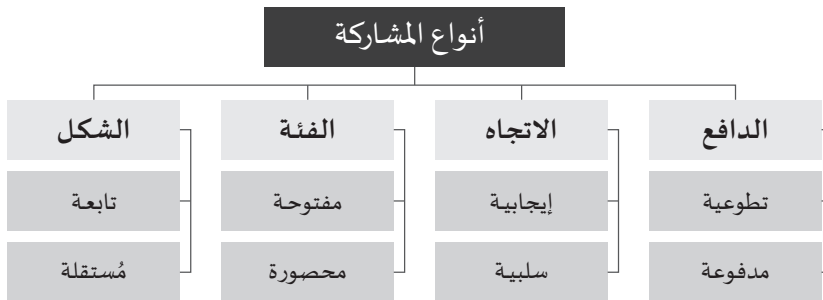 أنواع المشاركة
الدافع
الاتجاه
الفئة
الشكل
تطوعية
إيجابية
مفتوحة
تابعة
مدفوعة
سلبية
محصورة
مُستقلة